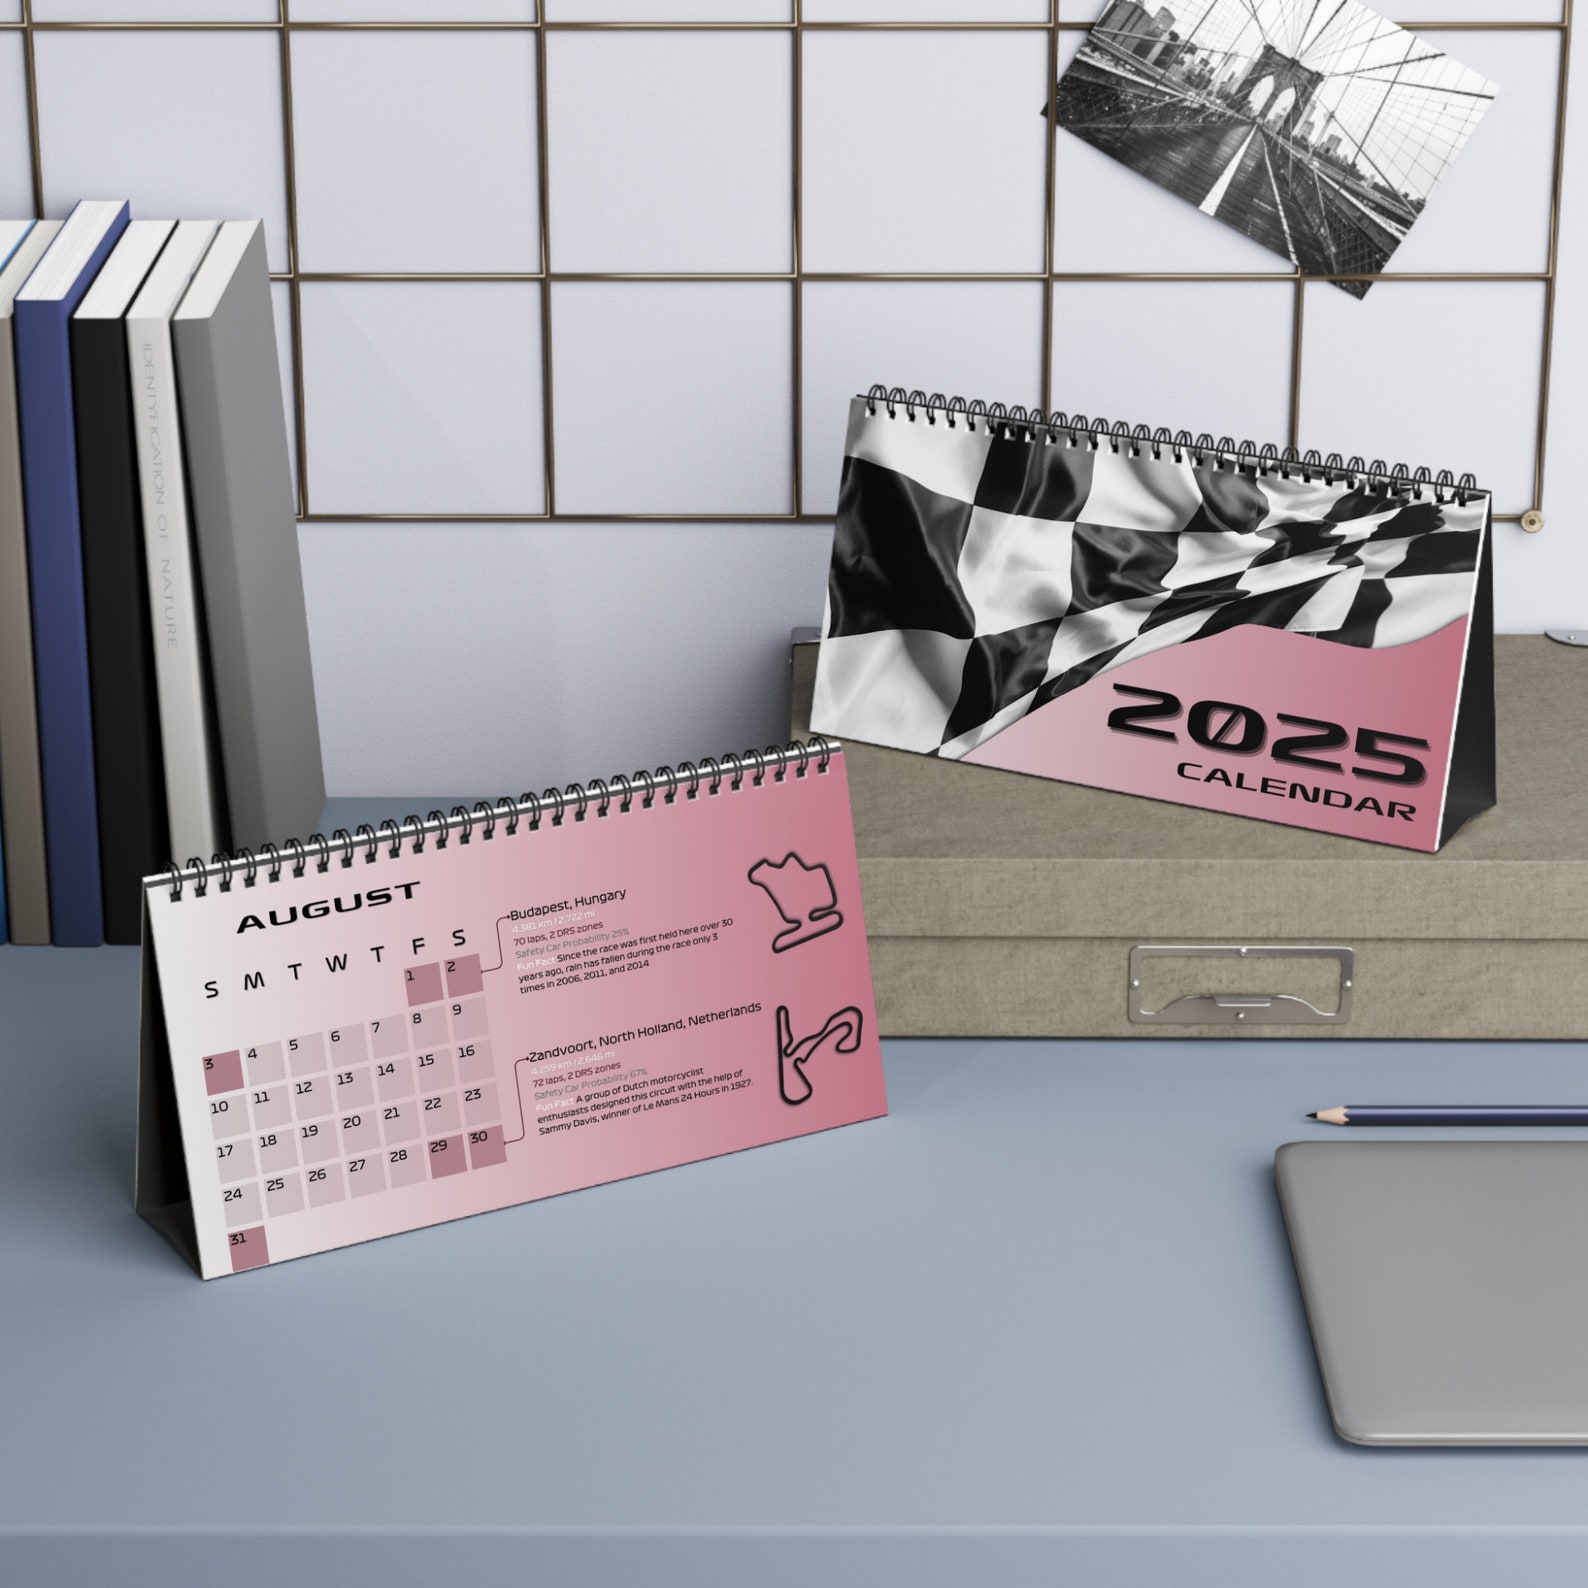 IDENTYFICATION OF NATURE
2025
CALENDAR
AUGUST
S M T W T F S
1 2
3 4 5 6 7 8 9
10 11 12 13 14 15 16
17 18 19 20 21 22 23
24 25 26 27 28 29 30
31
Budapest, Hungary
4.381 km / 2.722 mi
70 laps, 2 DRS zones
Safety Car Probability 25%
Fun Fact Since the race was first held here over 30
years ago, rain has fallen during the race only 3
times in 2006, 2011, and 2014
Zandvoort, North Holland, Netherlands
4.259 km / 2.646 mi
72 laps, 2 DRS zones
Safety Car Probability 67%
Fun Fact A group of Dutch motorcyclist
enthusiasts designed this circuit with the help of
Sammy Davis, winner of Le Mans 24 Hours in 1927.